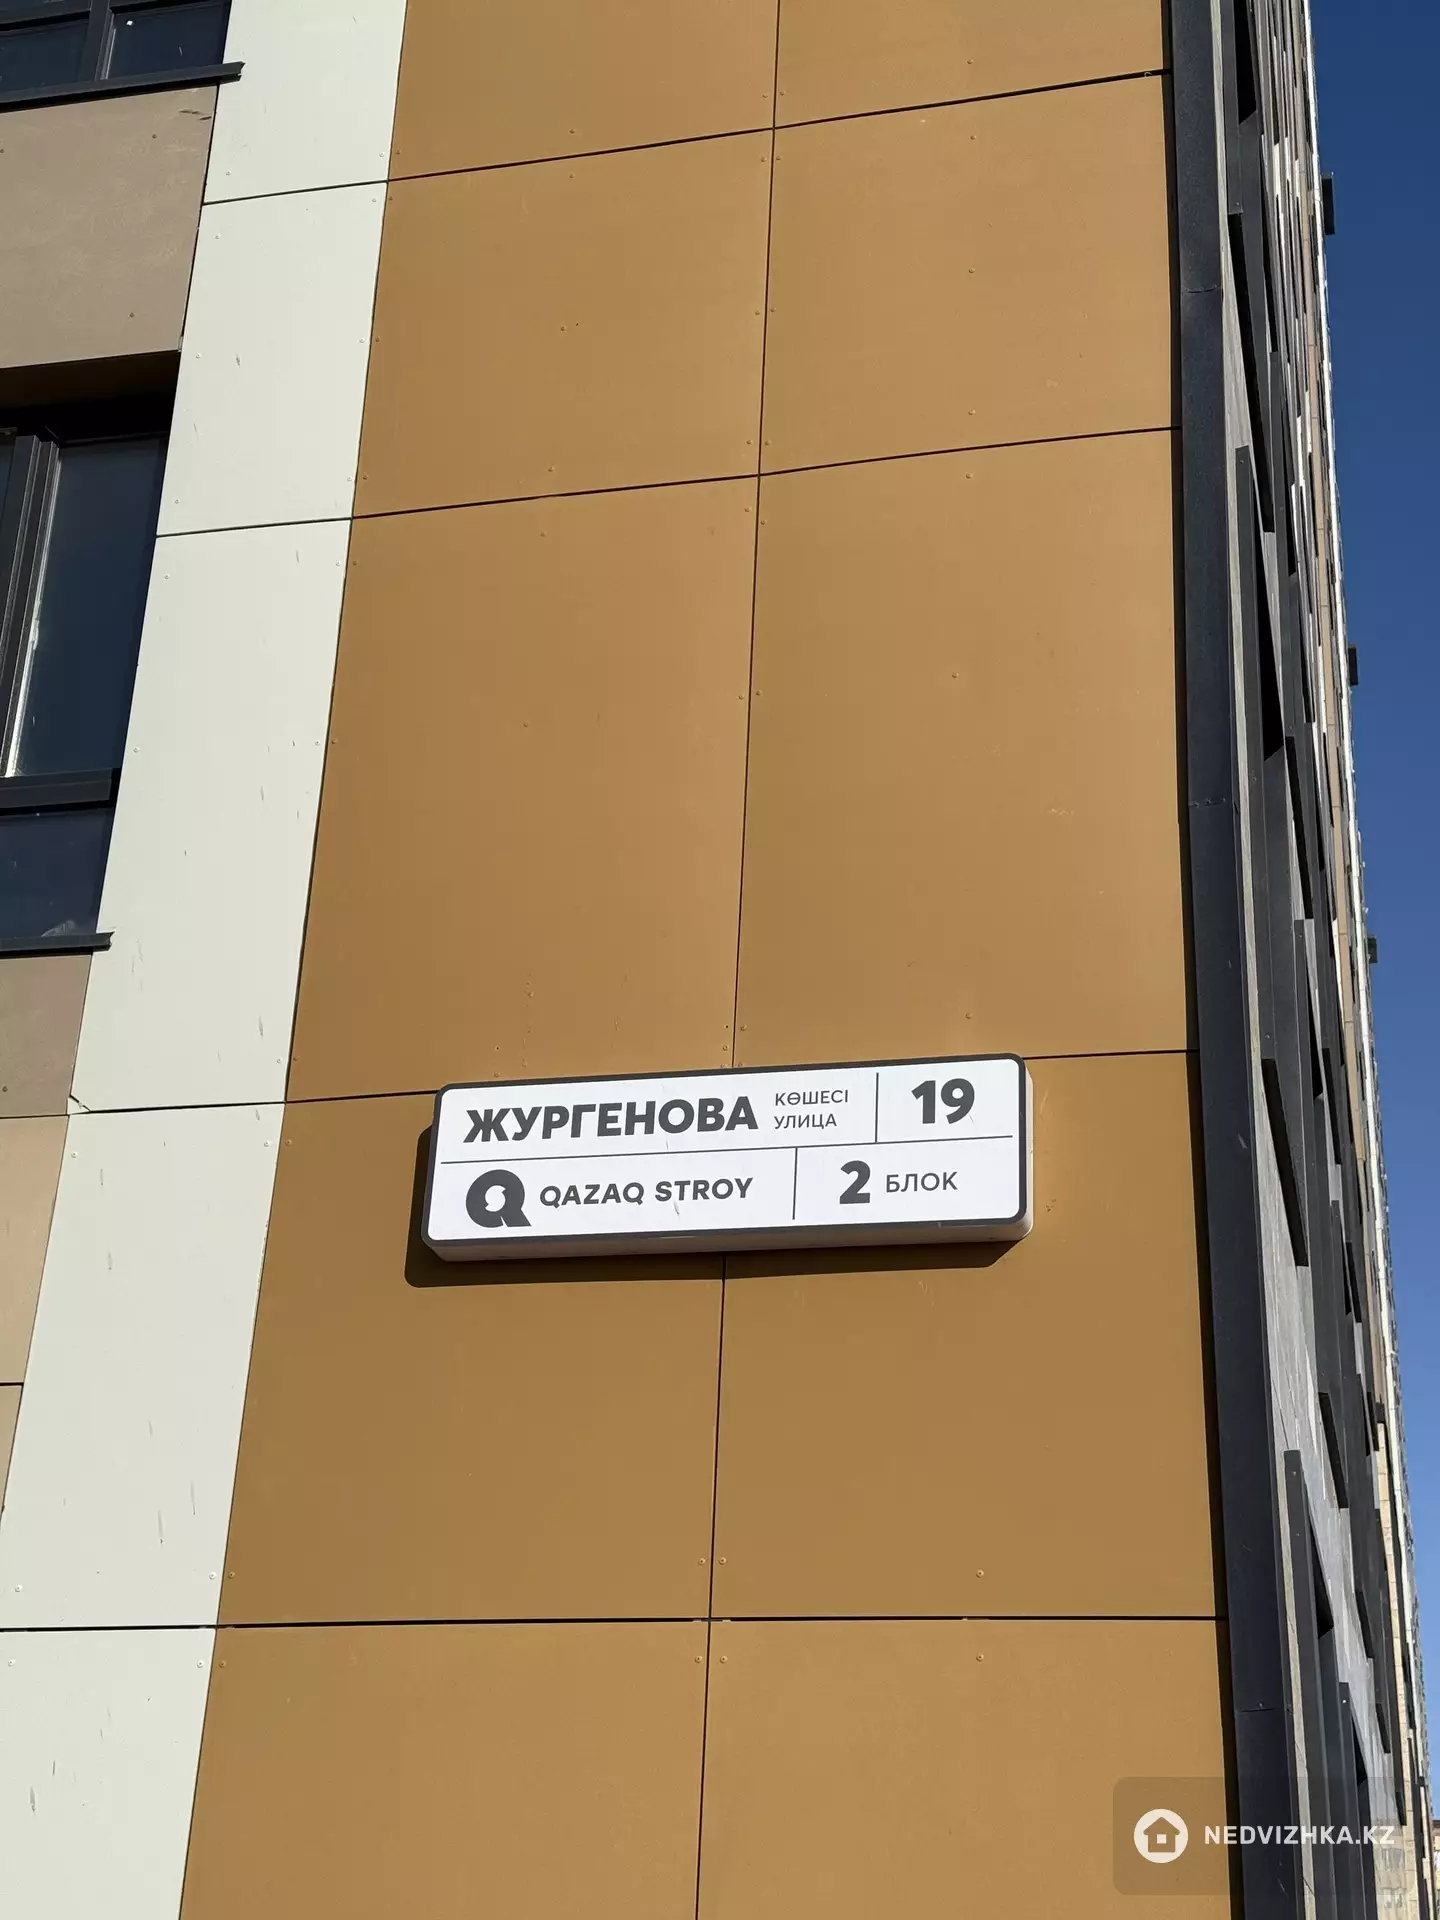 ЖУРГЕНОВА КӨШЕСІ УЛИЦА 19
QAZAQ STROY 2 БЛОК
NEDVIZHKA.KZ